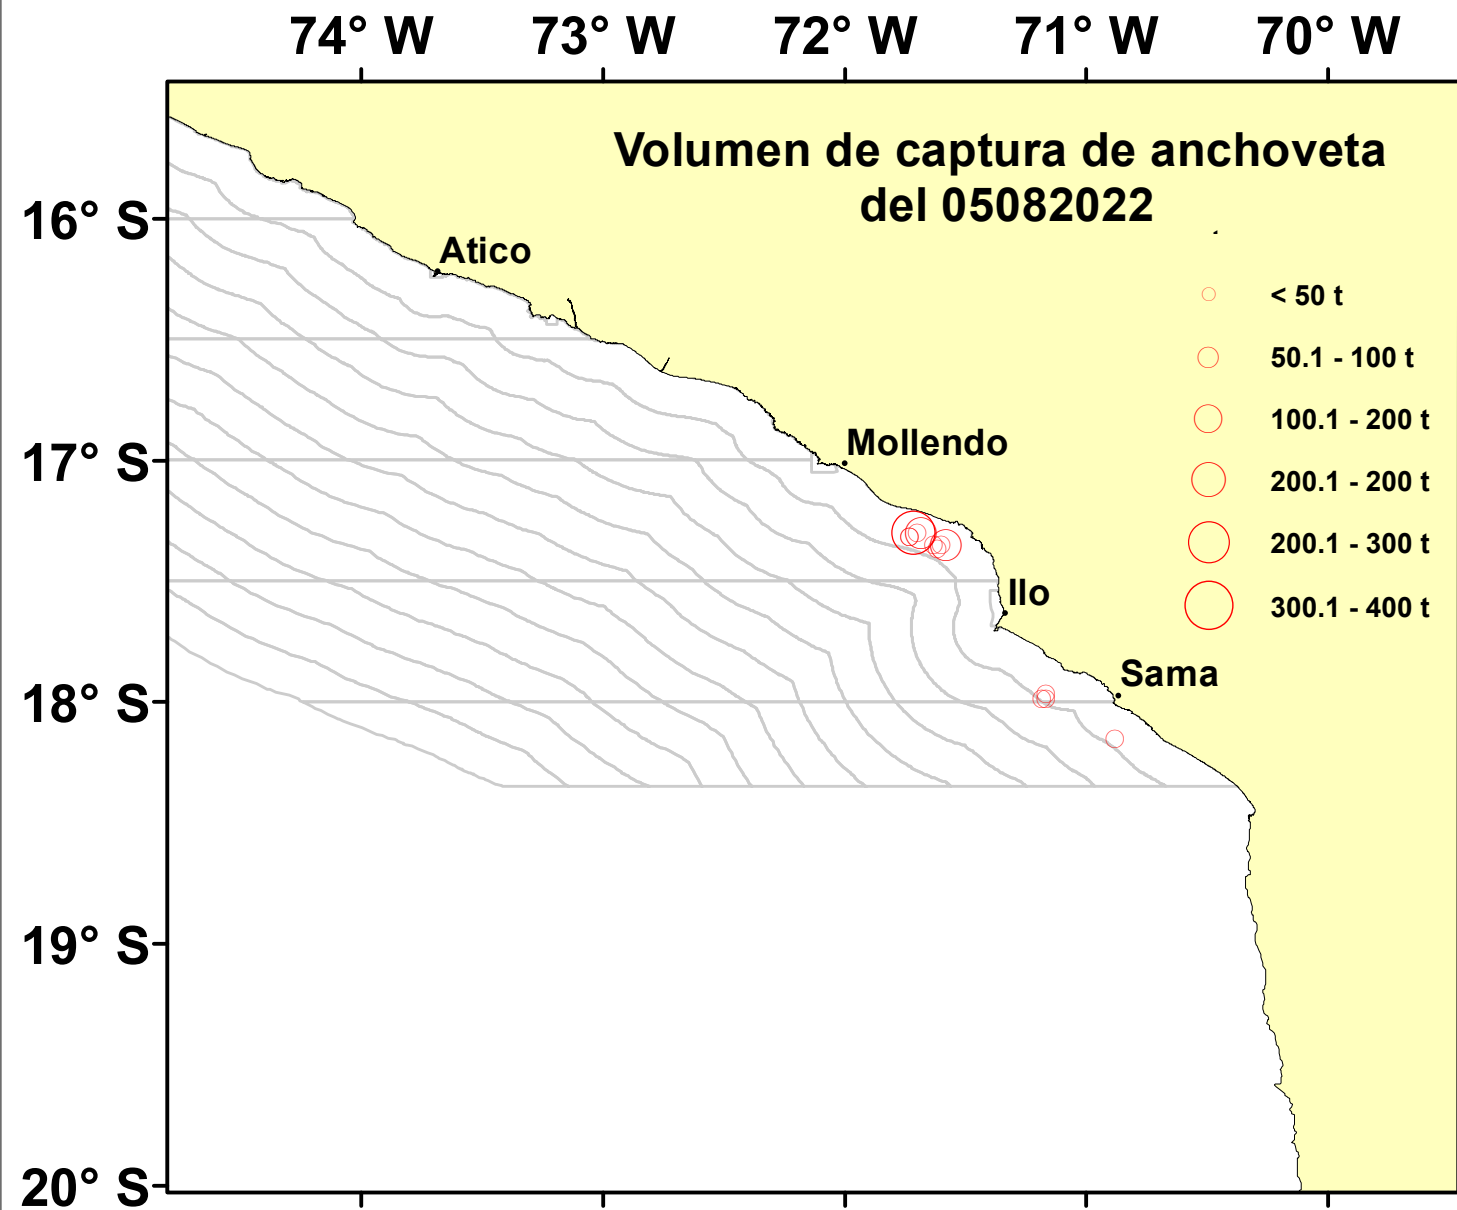 74° W 73° W 72° W 71° W 70° W
Volumen de captura de anchoveta
del 05082022
16° S
Atico
< 50 t
50.1 - 100 t
100.1 - 200 t
Mollendo
17° S
200.1 - 200 t
200.1 - 300 t
Ilo
300.1 - 400 t
Sama
18° S
19° S
20° S